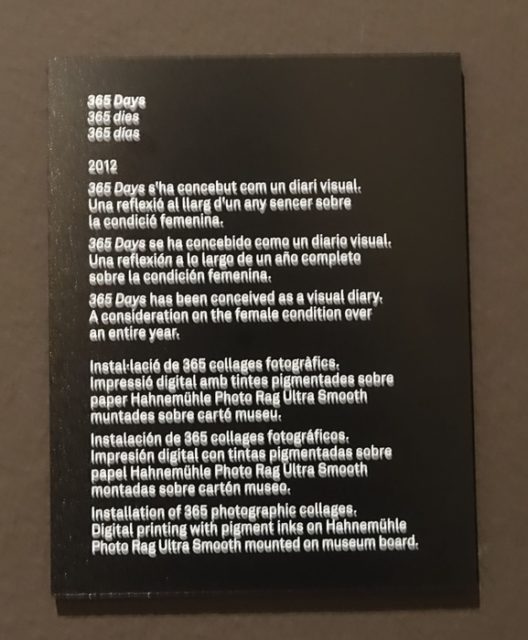 365 Days
365 dies
365 días
2012
365 Days s'ha concebut com un diari visual.
Una reflexió al llarg d'un any sencer sobre
la condició femenina.
365 Days se ha concebido como un diario visual.
Una reflexión a lo largo de un año completo
sobre la condición femenina.
365 Days has been conceived as a visual diary.
A consideration on the female condition over
an entire year.
Instal·lació de 365 collages fotogràfics.
Impressió digital amb tintes pigmentades sobre
paper Hahnemühle Photo Rag Ultra Smooth
muntades sobre cartó museu.
Instalación de 365 collages fotográficos.
Impresión digital con tintas pigmentadas sobre
papel Hahnemühle Photo Rag Ultra Smooth
montadas sobre cartón museo.
Installation of 365 photographic collages.
Digital printing with pigment inks on Hahnemühle
Photo Rag Ultra Smooth mounted on museum board.